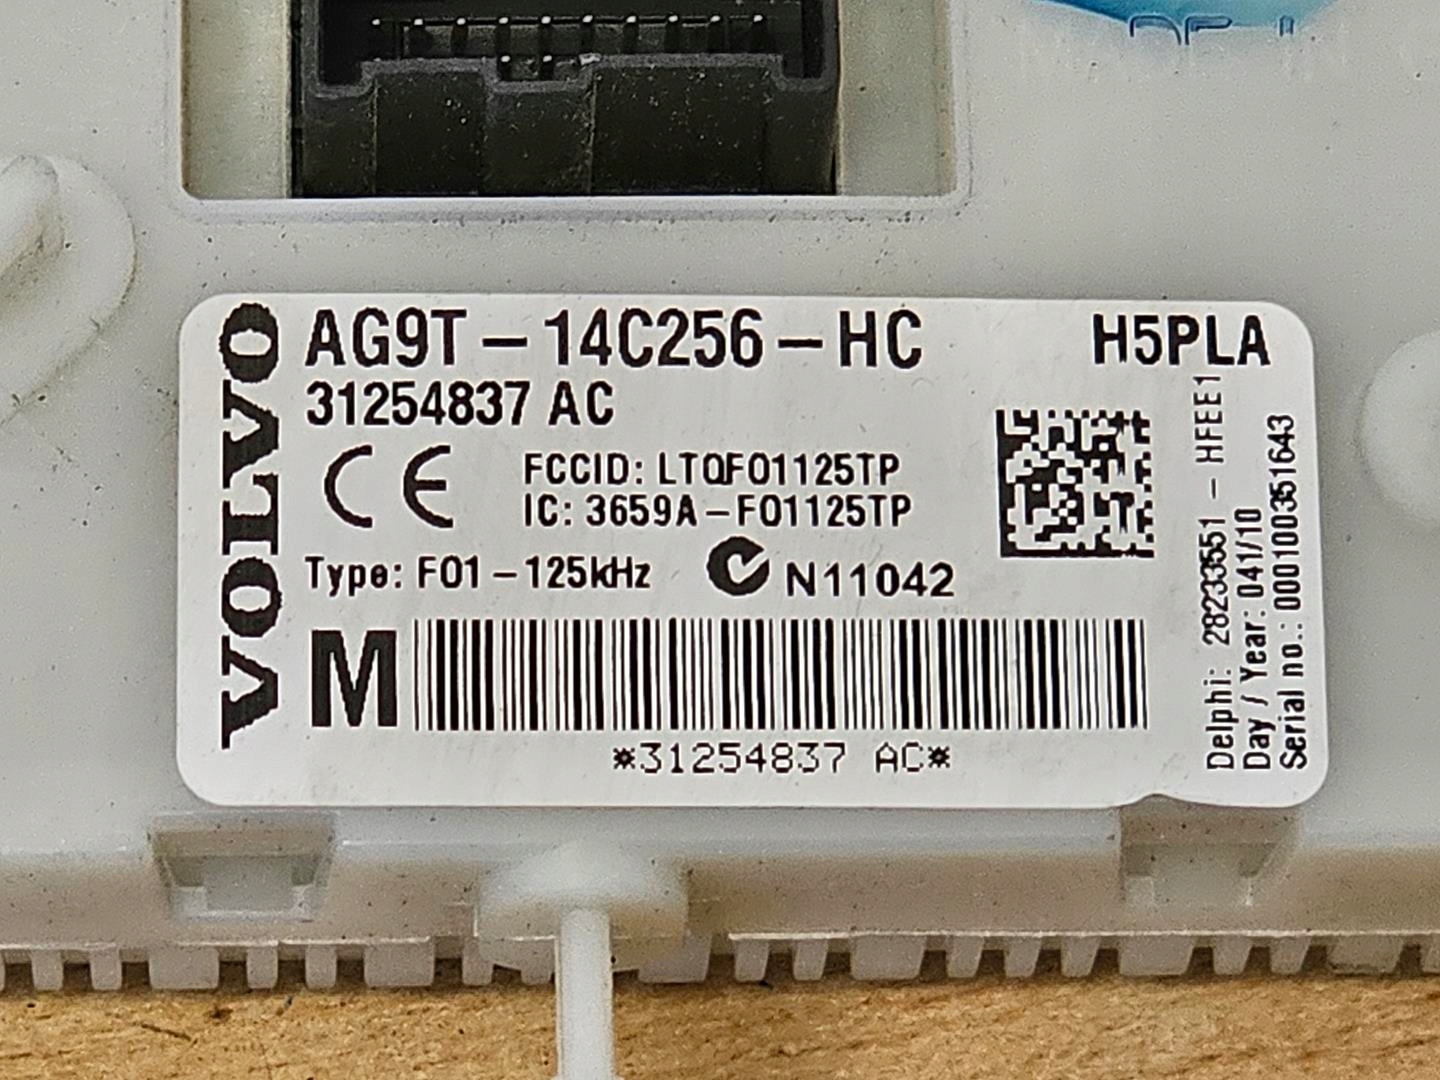 VOLVO
AG9T-14C256-HC
H5PLA
31254837 AC
CE
FCCID: LTQF01125TP
IC: 3659A-F01125TP
Type: F01-125kHz
N11042
M
*31254837 AC*
Delphi: 28233551 - HFEE1
Day / Year: 041/10
Serial no.: 00010100351643